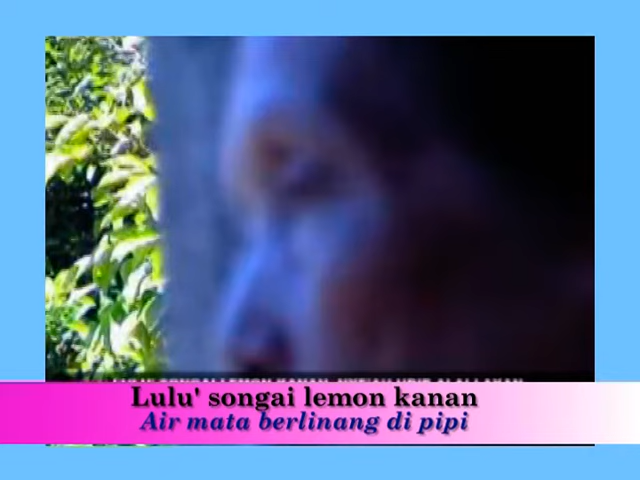 Lulu' songai lemon kanan
Air mata berlinang di pipi